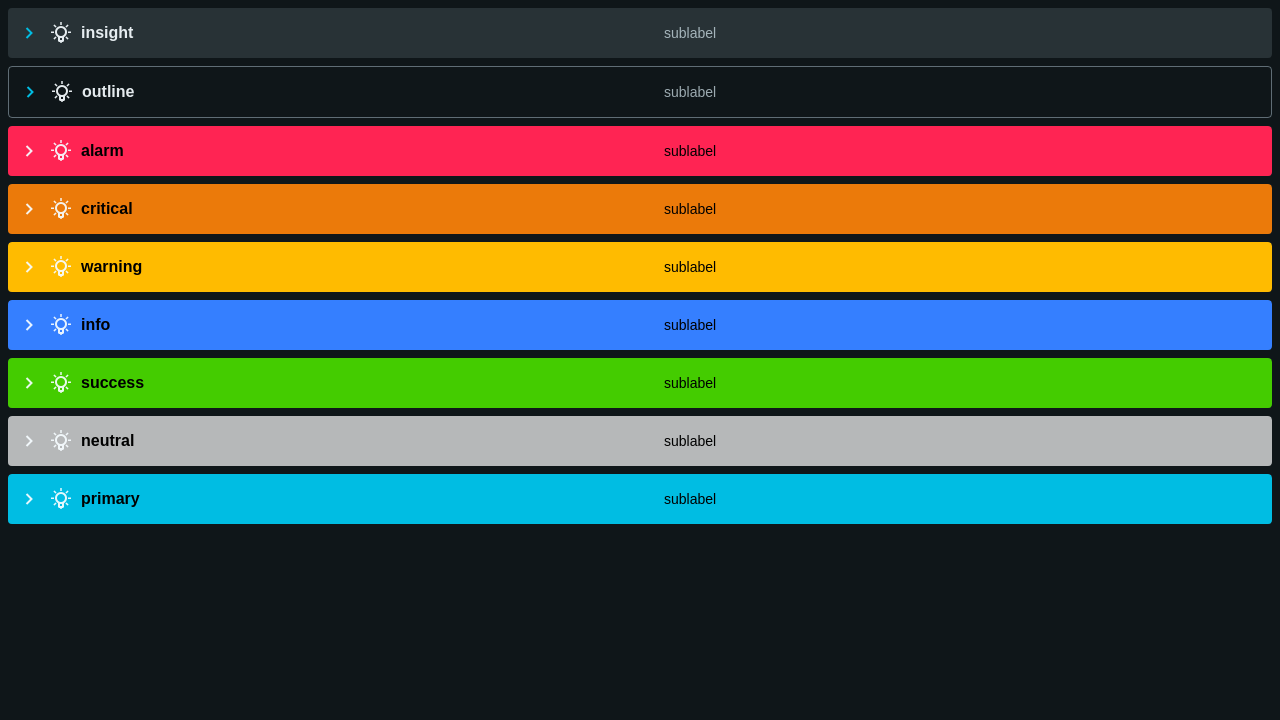 insight sublabel
outline sublabel
alarm sublabel
critical sublabel
warning sublabel
info sublabel
success sublabel
neutral sublabel
primary sublabel